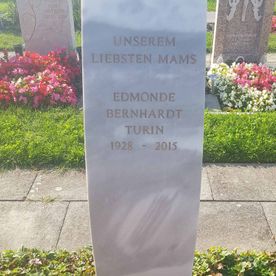 UNSEREM
LIEBSTEN MAMS
EDMONDE
BERNHARDT
TURIN
1928 - 2015